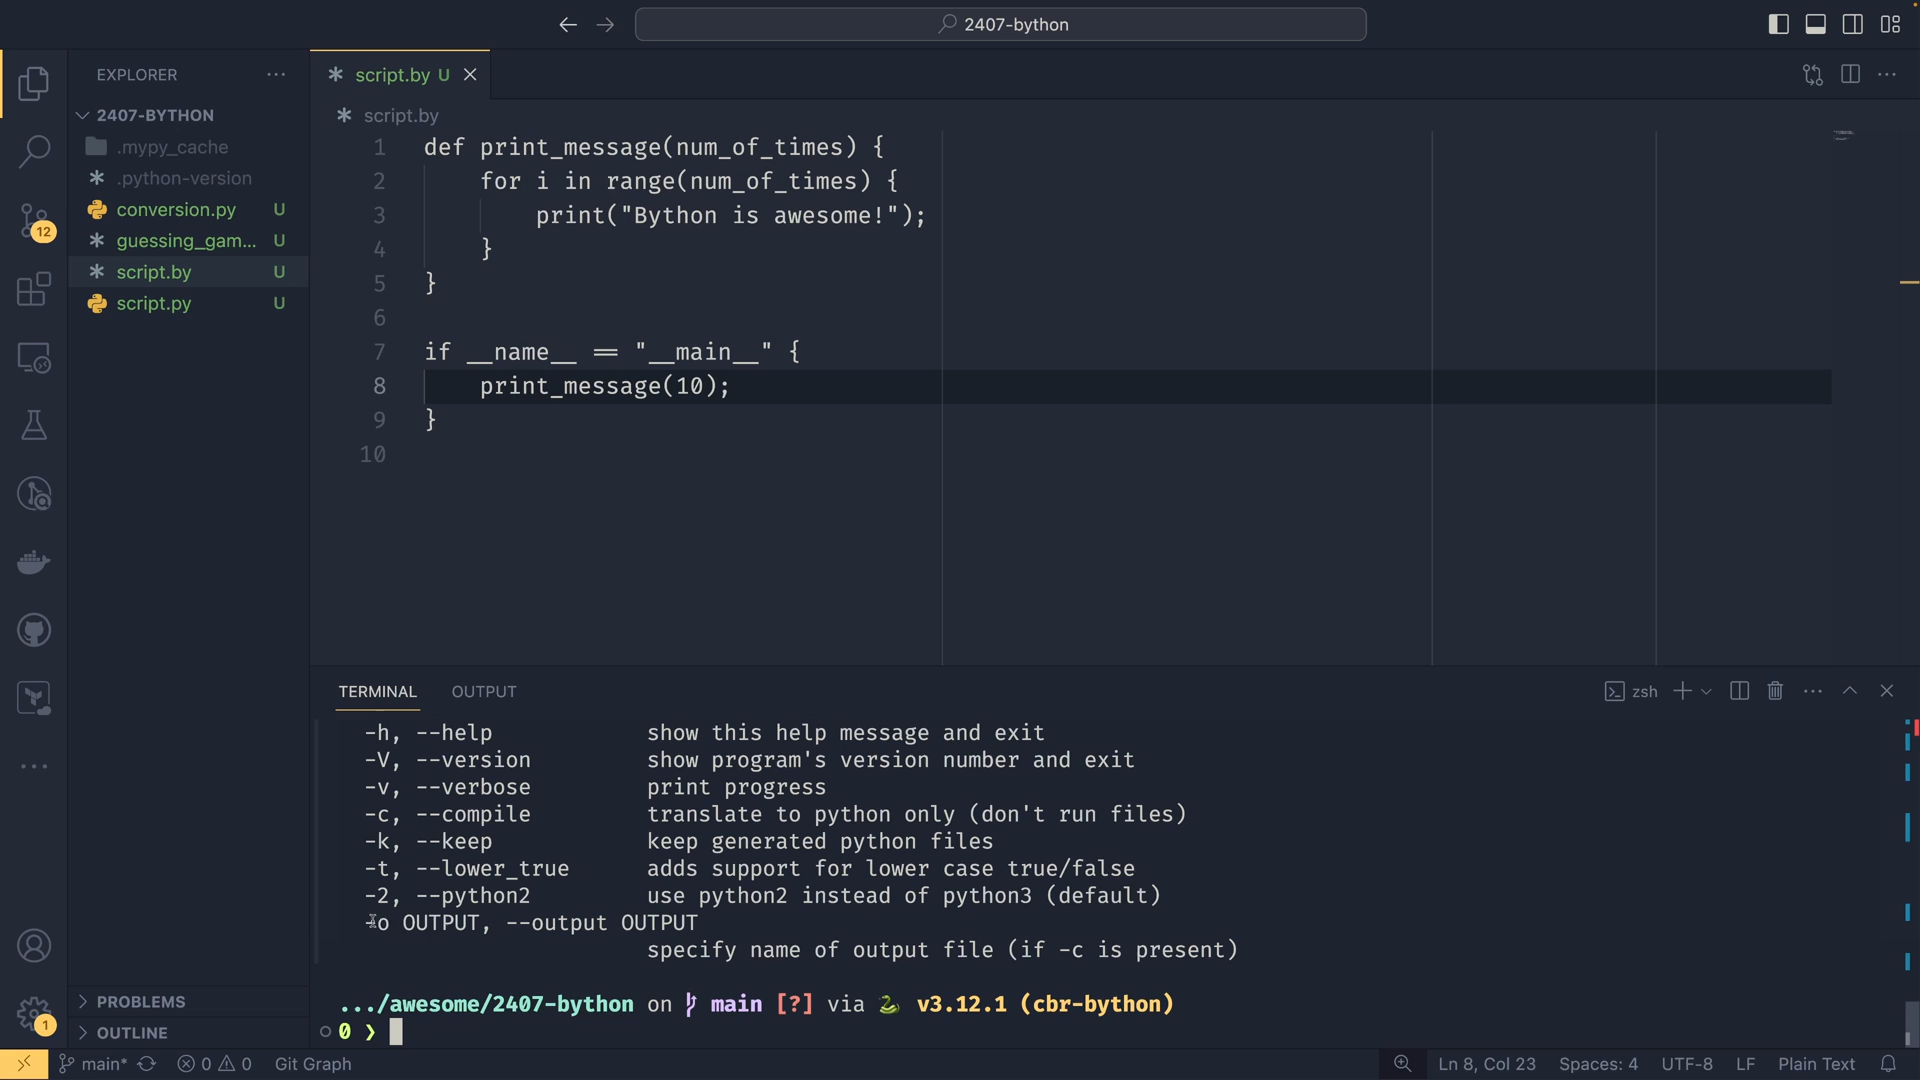 2407-bython
EXPLORER
2407-BYTHON
.mypy_cache
.python-version
conversion.py U
guessing_gam... U
script.by U
script.py U
12
1
PROBLEMS
OUTLINE
script.by U
script.by
1 def print_message(num_of_times) {
2 for i in range(num_of_times) {
3 print("Bython is awesome!");
4 }
5 }
6
7 if __name__ == "__main__" {
8 print_message(10);
9 }
10
TERMINAL OUTPUT
zsh
-h, --help show this help message and exit
-V, --version show program's version number and exit
-v, --verbose print progress
-c, --compile translate to python only (don't run files)
-k, --keep keep generated python files
-t, --lower_true adds support for lower case true/false
-2, --python2 use python2 instead of python3 (default)
-o OUTPUT, --output OUTPUT
specify name of output file (if -c is present)
.../awesome/2407-bython on main [?] via v3.12.1 (cbr-bython)
0 ❯
main* 0 0 Git Graph
Ln 8, Col 23 Spaces: 4 UTF-8 LF Plain Text